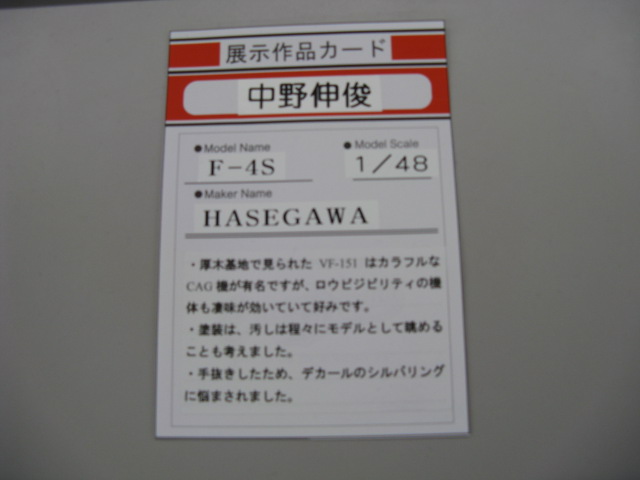 展示作品カード
中野伸俊
●Model Name
●Model Scale
F-4S
1/48
●Maker Name
HASEGAWA
・厚木基地で見られた VF-151 はカラフルな
CAG 機が有名ですが、ロウビジビリティの機
体も凄味が効いていて好みです。
・塗装は、汚しは程々にモデルとして眺める
ことも考えました。
・手抜きしたため、デカールのシルバリング
に悩まされました。